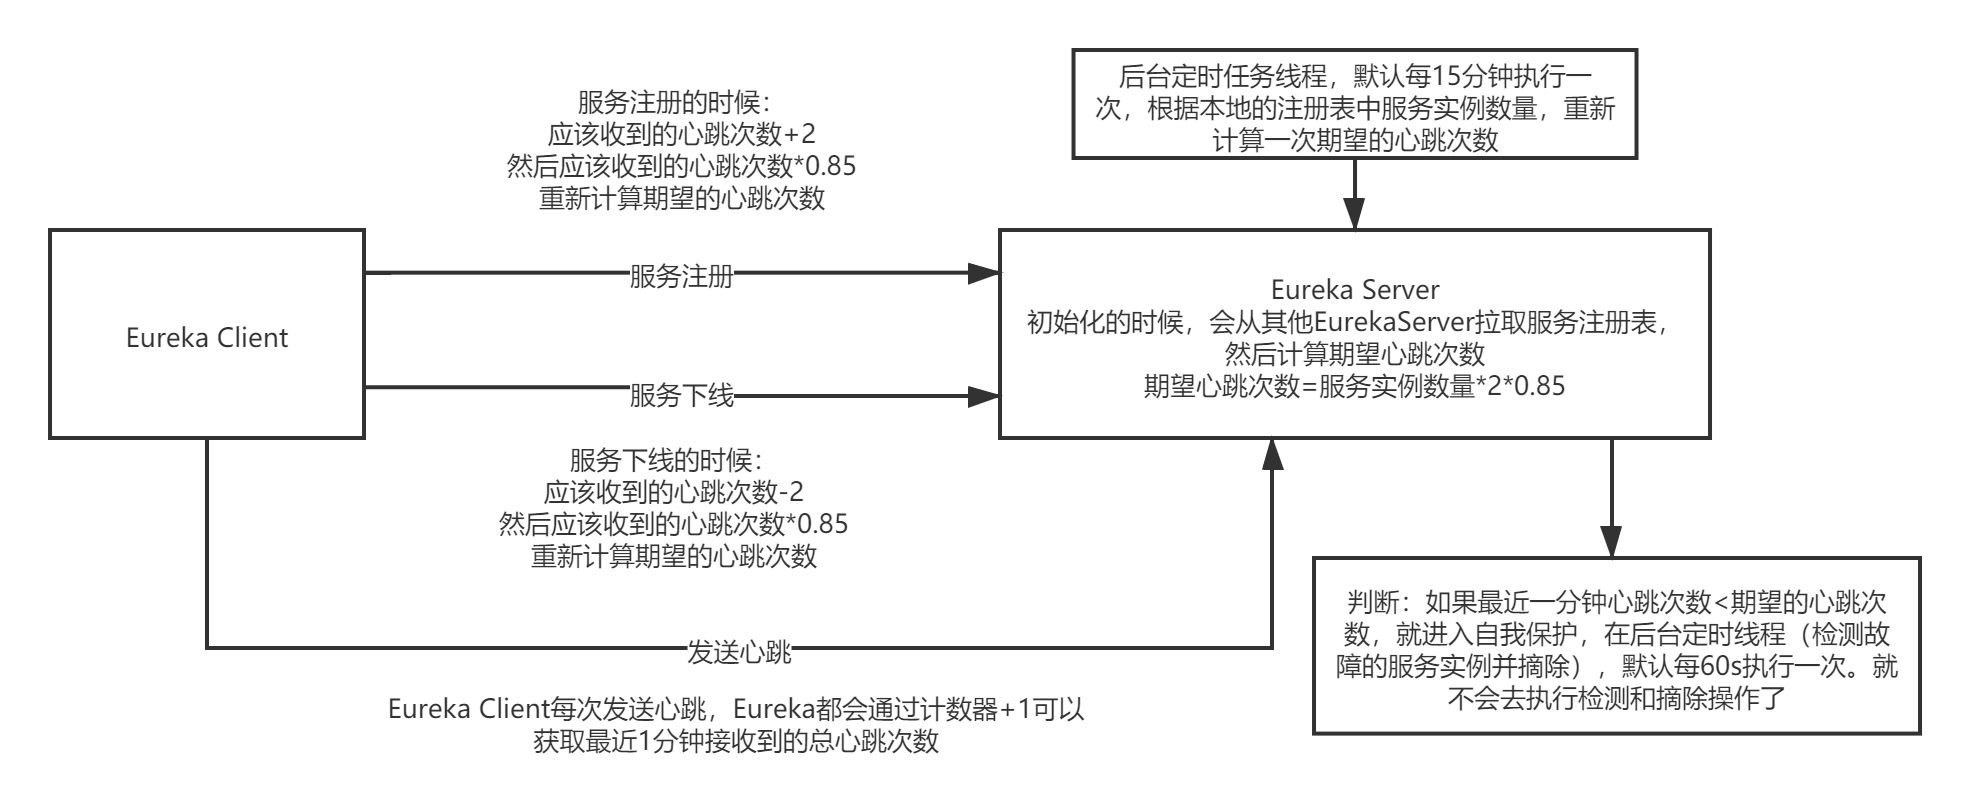 后台定时任务线程，默认每15分钟执行一
次，根据本地的注册表中服务实例数量，重新
计算一次期望的心跳次数
服务注册的时候：
应该收到的心跳次数+2
然后应该收到的心跳次数*0.85
重新计算期望的心跳次数
服务注册
Eureka Client
Eureka Server
初始化的时候，会从其他EurekaServer拉取服务注册表，
然后计算期望心跳次数
期望心跳次数=服务实例数量*2*0.85
服务下线
服务下线的时候：
应该收到的心跳次数-2
然后应该收到的心跳次数*0.85
重新计算期望的心跳次数
判断：如果最近一分钟心跳次数<期望的心跳次
数，就进入自我保护，在后台定时线程（检测故
障的服务实例并摘除），默认每60s执行一次。就
不会去执行检测和摘除操作了
发送心跳
Eureka Client每次发送心跳，Eureka都会通过计数器+1可以
获取最近1分钟接收到的总心跳次数